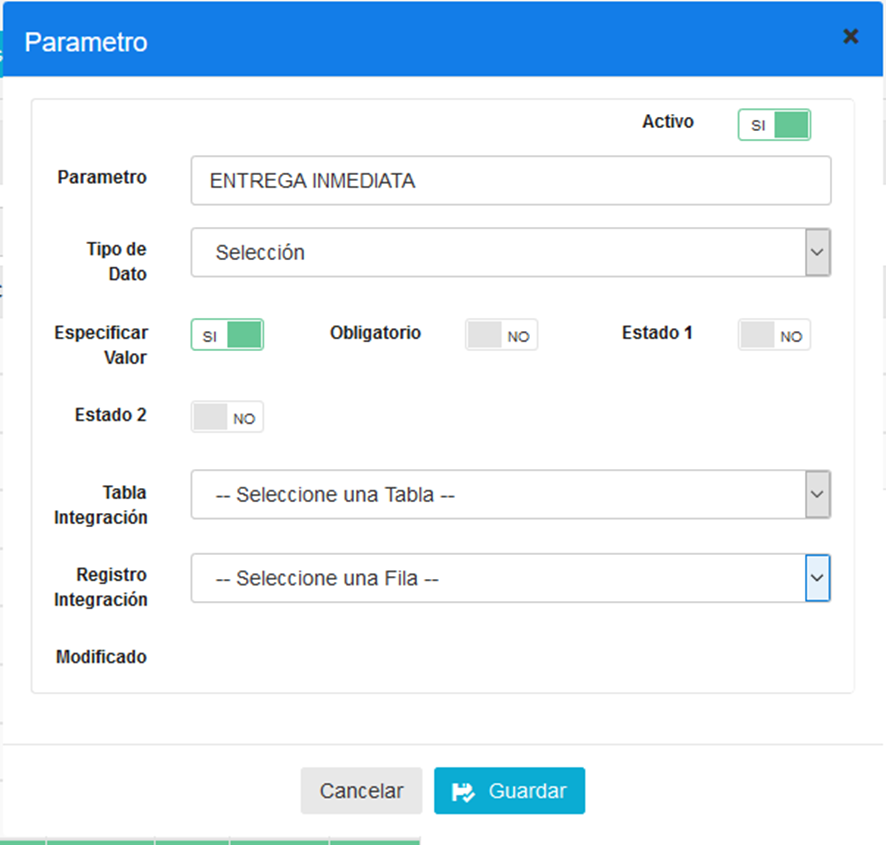 Parametro
Activo SI
Parametro ENTREGA INMEDIATA
Tipo de Dato Selección
Especificar Valor SI Obligatorio NO Estado 1 NO
Estado 2 NO
Tabla Integración -- Seleccione una Tabla --
Registro Integración -- Seleccione una Fila --
Modificado
Cancelar Guardar